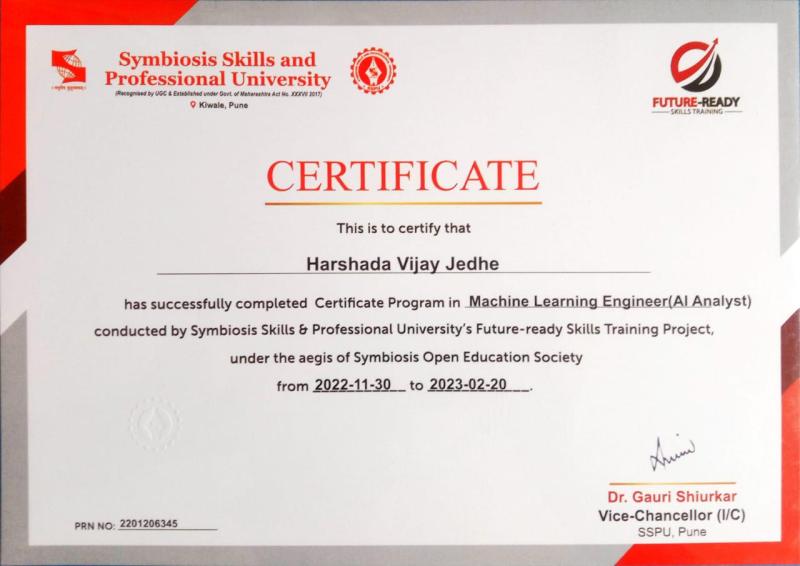 Symbiosis Skills and
Professional University
(Recognised by UGC & Established under Govt. of Maharashtra Act No. XXXVII 2017)
Kiwale, Pune
SSPU
FUTURE-READY
SKILLS TRAINING
CERTIFICATE
This is to certify that
Harshada Vijay Jedhe
has successfully completed Certificate Program in Machine Learning Engineer(AI Analyst)
conducted by Symbiosis Skills & Professional University's Future-ready Skills Training Project,
under the aegis of Symbiosis Open Education Society
from 2022-11-30 to 2023-02-20.
Dr. Gauri Shiurkar
Vice-Chancellor (I/C)
SSPU, Pune
PRN NO: 2201206345